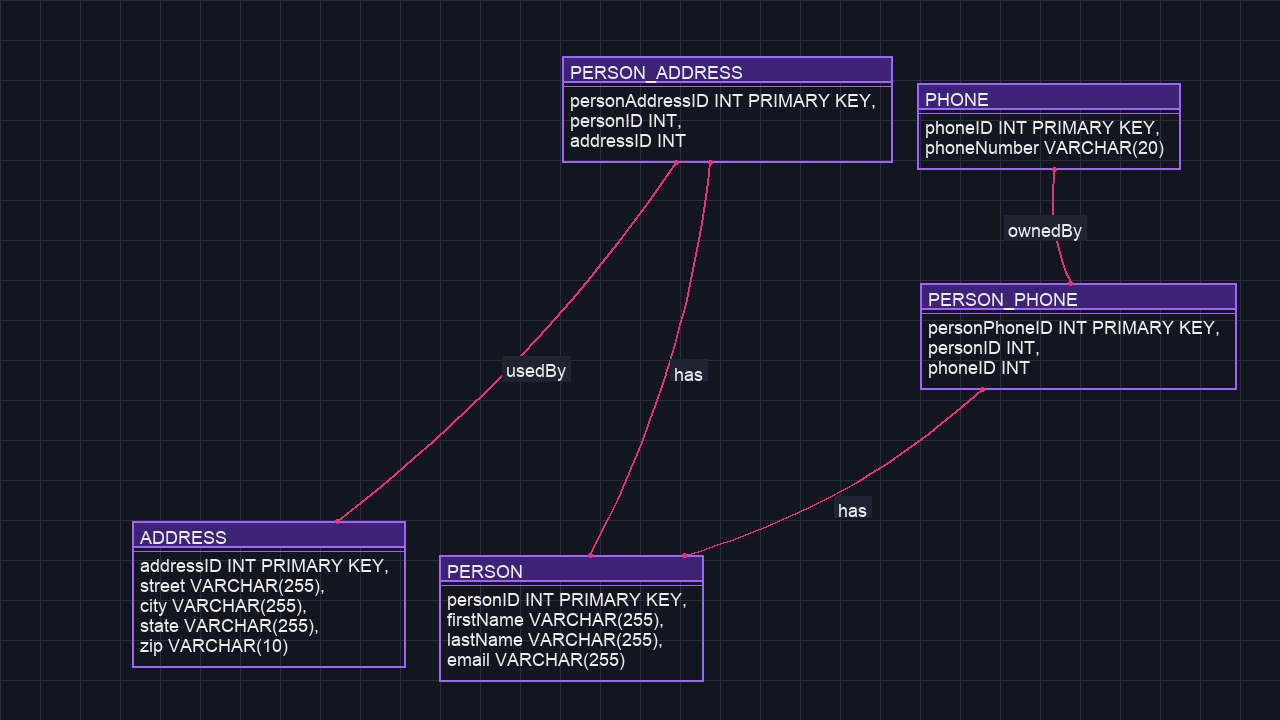 PERSON_ADDRESS
personAddressID INT PRIMARY KEY,
personID INT,
addressID INT
PHONE
phoneID INT PRIMARY KEY,
phoneNumber VARCHAR(20)
ownedBy
PERSON_PHONE
personPhoneID INT PRIMARY KEY,
personID INT,
phoneID INT
usedBy
has
has
ADDRESS
addressID INT PRIMARY KEY,
street VARCHAR(255),
city VARCHAR(255),
state VARCHAR(255),
zip VARCHAR(10)
PERSON
personID INT PRIMARY KEY,
firstName VARCHAR(255),
lastName VARCHAR(255),
email VARCHAR(255)